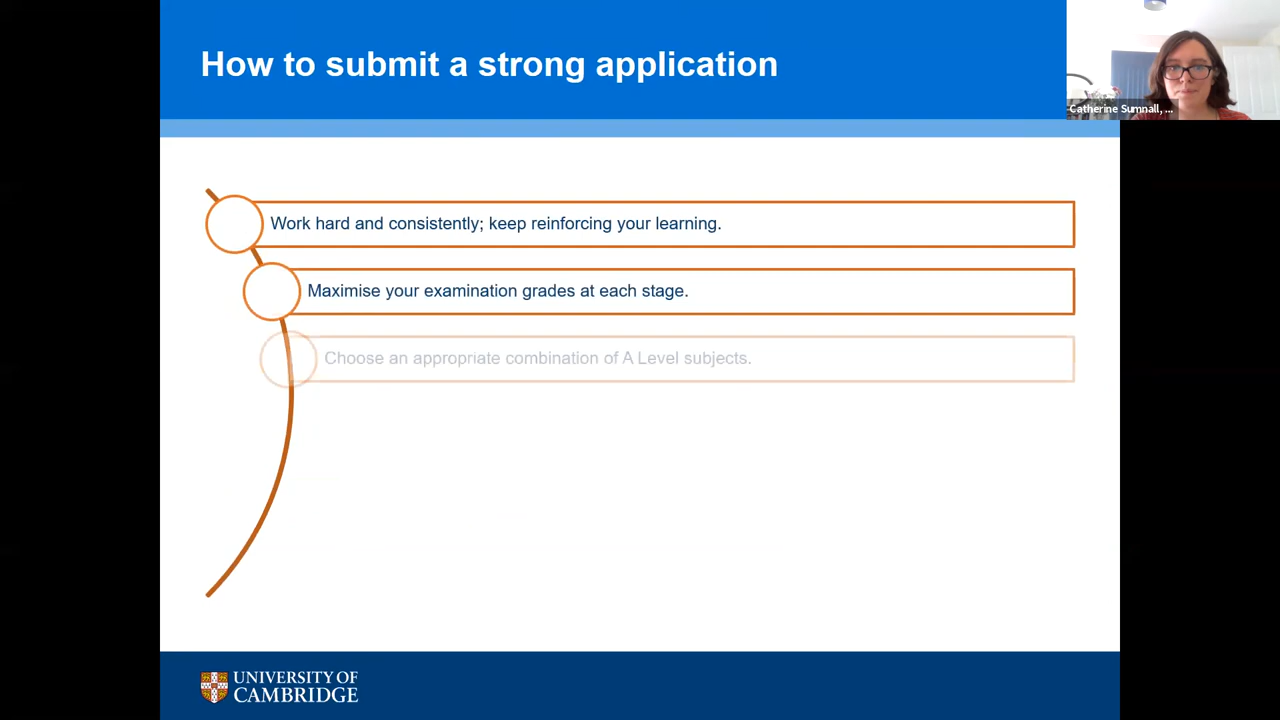 How to submit a strong application
Catherine Sumnall, ...
Work hard and consistently; keep reinforcing your learning.
Maximise your examination grades at each stage.
Choose an appropriate combination of A Level subjects.
UNIVERSITY OF
CAMBRIDGE